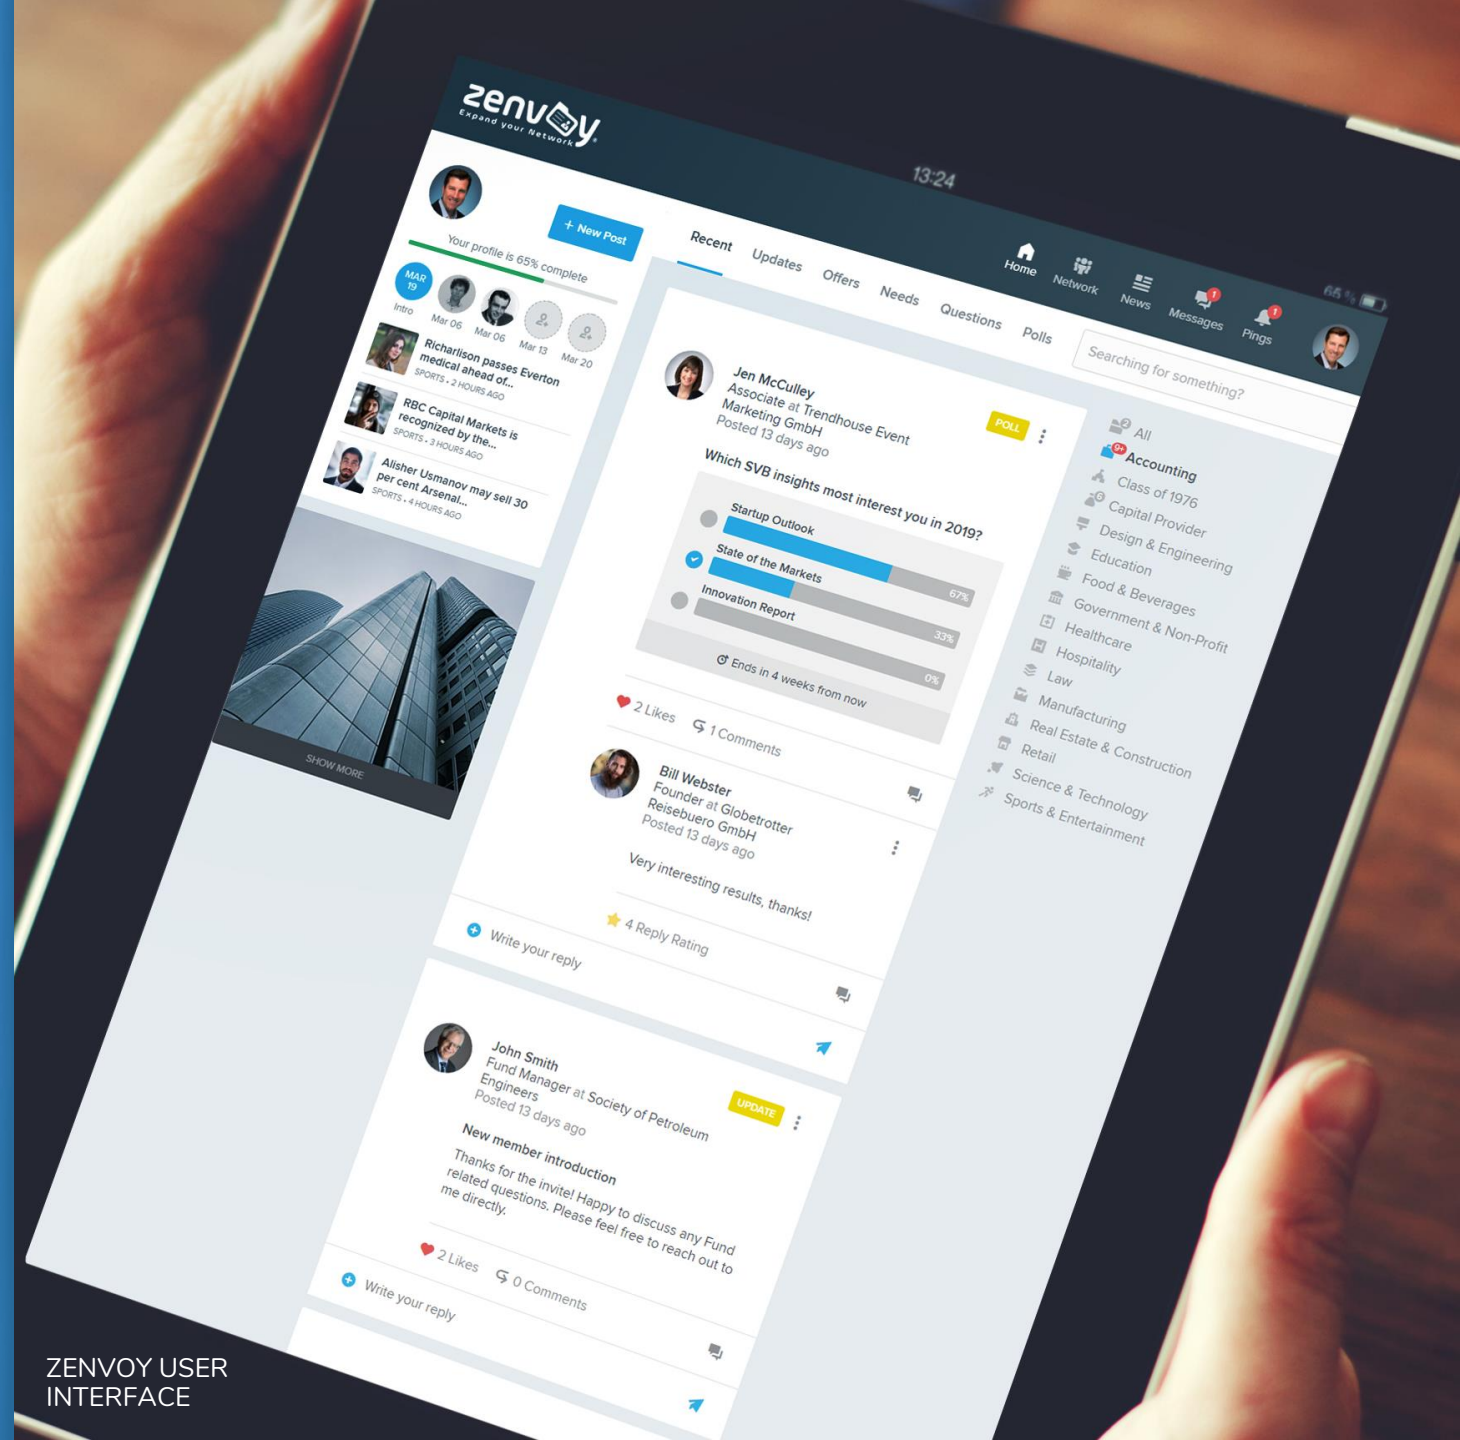 zenvoy
Expand your Network
13:24
65 %
Home
Network
News
1
Messages
1
Pings
+ New Post
Your profile is 65% complete
MAR
19
Intro
Mar 06
Mar 06
Mar 13
Mar 20
Richarlison passes Everton
medical ahead of...
SPORTS • 2 HOURS AGO
RBC Capital Markets is
recognized by the...
SPORTS • 3 HOURS AGO
Alisher Usmanov may sell 30
per cent Arsenal...
SPORTS • 4 HOURS AGO
SHOW MORE
Recent
Updates
Offers
Needs
Questions
Polls
Searching for something?
Jen McCulley
Associate at Trendhouse Event
Marketing GmbH
Posted 13 days ago
POLL
Which SVB insights most interest you in 2019?
Startup Outlook
67%
State of the Markets
33%
Innovation Report
0%
Ends in 4 weeks from now
2 Likes
1 Comments
Bill Webster
Founder at Globetrotter
Reisebuero GmbH
Posted 13 days ago
Very interesting results, thanks!
4 Reply Rating
Write your reply
John Smith
Fund Manager at Society of Petroleum
Engineers
Posted 13 days ago
UPDATE
New member introduction
Thanks for the invite! Happy to discuss any Fund
related questions. Please feel free to reach out to
me directly.
2 Likes
0 Comments
Write your reply
2
All
9+
Accounting
Class of 1976
6
Capital Provider
Design & Engineering
Education
Food & Beverages
Government & Non-Profit
Healthcare
Hospitality
Law
Manufacturing
Real Estate & Construction
Retail
Science & Technology
Sports & Entertainment
ZENVOY USER
INTERFACE